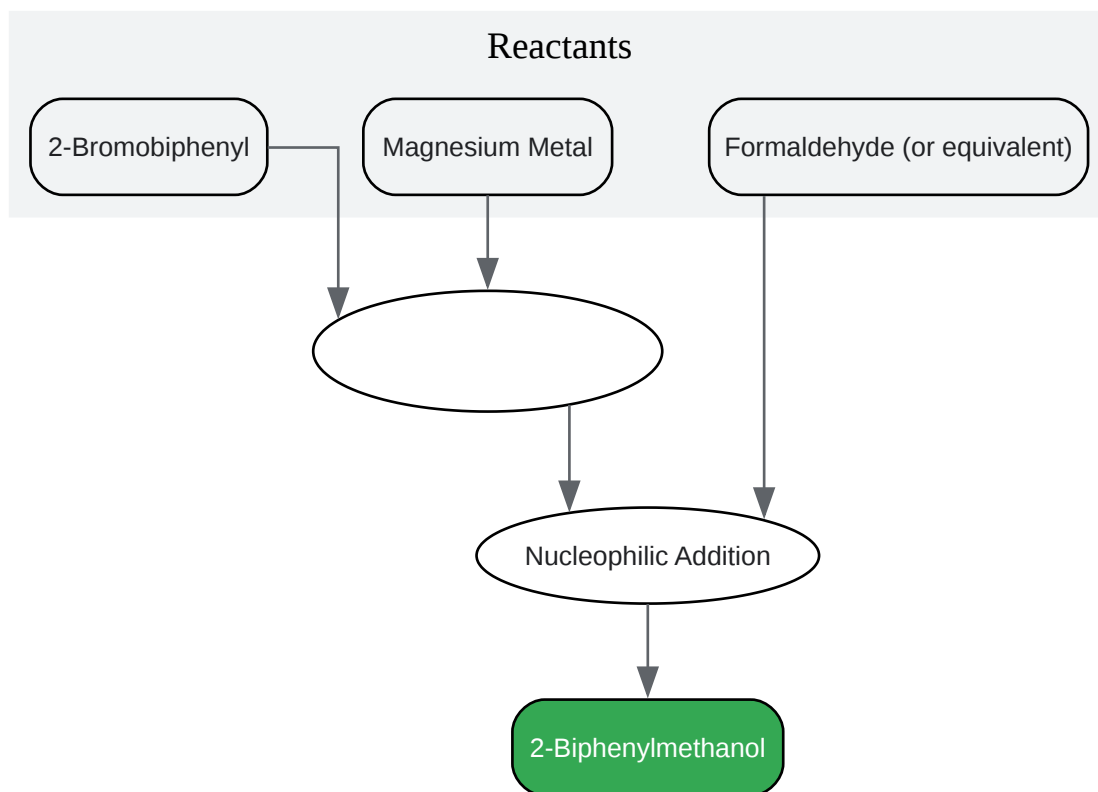 Reactants
2-Bromobiphenyl
Magnesium Metal
Formaldehyde (or equivalent)
Nucleophilic Addition
2-Biphenylmethanol